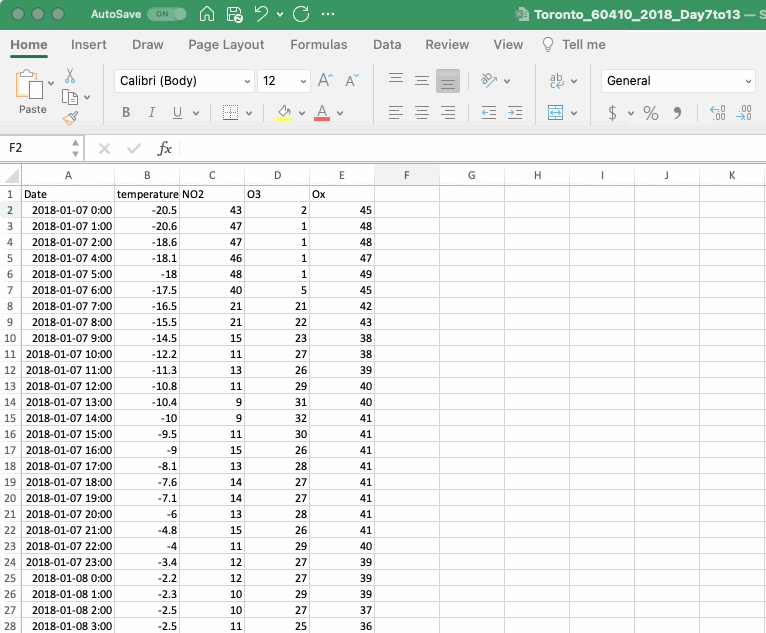 AutoSave ON Toronto_60410_2018_Day7to13 — S
Home Insert Draw Page Layout Formulas Data Review View Tell me
Paste Calibri (Body) 12 A^ A˅ ab General
B I U A $ % 9 .00 .00
F2 fx
A B C D E F G H I J K
1 Date temperature NO2 O3 Ox
2 2018-01-07 0:00 -20.5 43 2 45
3 2018-01-07 1:00 -20.6 47 1 48
4 2018-01-07 2:00 -18.6 47 1 48
5 2018-01-07 4:00 -18.1 46 1 47
6 2018-01-07 5:00 -18 48 1 49
7 2018-01-07 6:00 -17.5 40 5 45
8 2018-01-07 7:00 -16.5 21 21 42
9 2018-01-07 8:00 -15.5 21 22 43
10 2018-01-07 9:00 -14.5 15 23 38
11 2018-01-07 10:00 -12.2 11 27 38
12 2018-01-07 11:00 -11.3 13 26 39
13 2018-01-07 12:00 -10.8 11 29 40
14 2018-01-07 13:00 -10.4 9 31 40
15 2018-01-07 14:00 -10 9 32 41
16 2018-01-07 15:00 -9.5 11 30 41
17 2018-01-07 16:00 -9 15 26 41
18 2018-01-07 17:00 -8.1 13 28 41
19 2018-01-07 18:00 -7.6 14 27 41
20 2018-01-07 19:00 -7.1 14 27 41
21 2018-01-07 20:00 -6 13 28 41
22 2018-01-07 21:00 -4.8 15 26 41
23 2018-01-07 22:00 -4 11 29 40
24 2018-01-07 23:00 -3.4 12 27 39
25 2018-01-08 0:00 -2.2 12 27 39
26 2018-01-08 1:00 -2.3 10 29 39
27 2018-01-08 2:00 -2.5 10 27 37
28 2018-01-08 3:00 -2.5 11 25 36